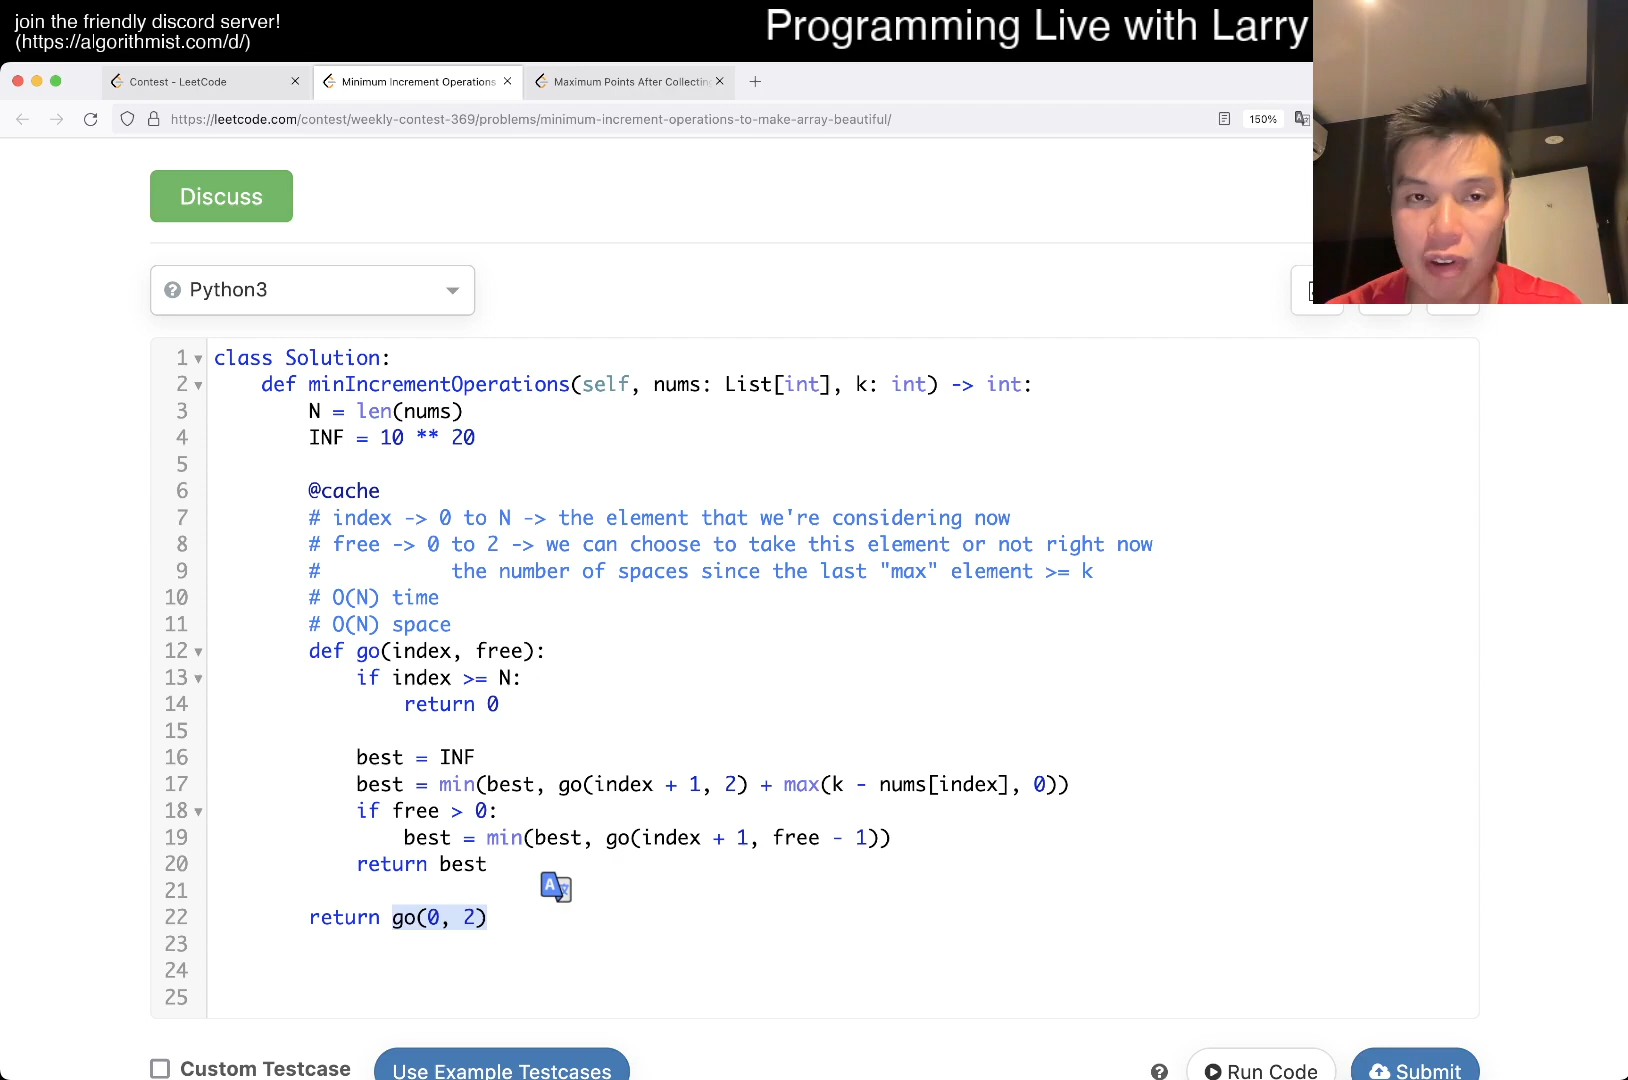 join the friendly discord server!
(https://algorithmist.com/d/)
Programming Live with Larry
Contest - LeetCode
Minimum Increment Operations
Maximum Points After Collecting
https://leetcode.com/contest/weekly-contest-369/problems/minimum-increment-operations-to-make-array-beautiful/
150%
Discuss
Python3
1 class Solution:
2     def minIncrementOperations(self, nums: List[int], k: int) -> int:
3         N = len(nums)
4         INF = 10 ** 20
5
6         @cache
7         # index -> 0 to N -> the element that we're considering now
8         # free -> 0 to 2 -> we can choose to take this element or not right now
9         #           the number of spaces since the last "max" element >= k
10         # O(N) time
11         # O(N) space
12         def go(index, free):
13             if index >= N:
14                 return 0
15
16             best = INF
17             best = min(best, go(index + 1, 2) + max(k - nums[index], 0))
18             if free > 0:
19                 best = min(best, go(index + 1, free - 1))
20             return best
21
22         return go(0, 2)
23
24
25
Custom Testcase
Use Example Testcases
Run Code
Submit